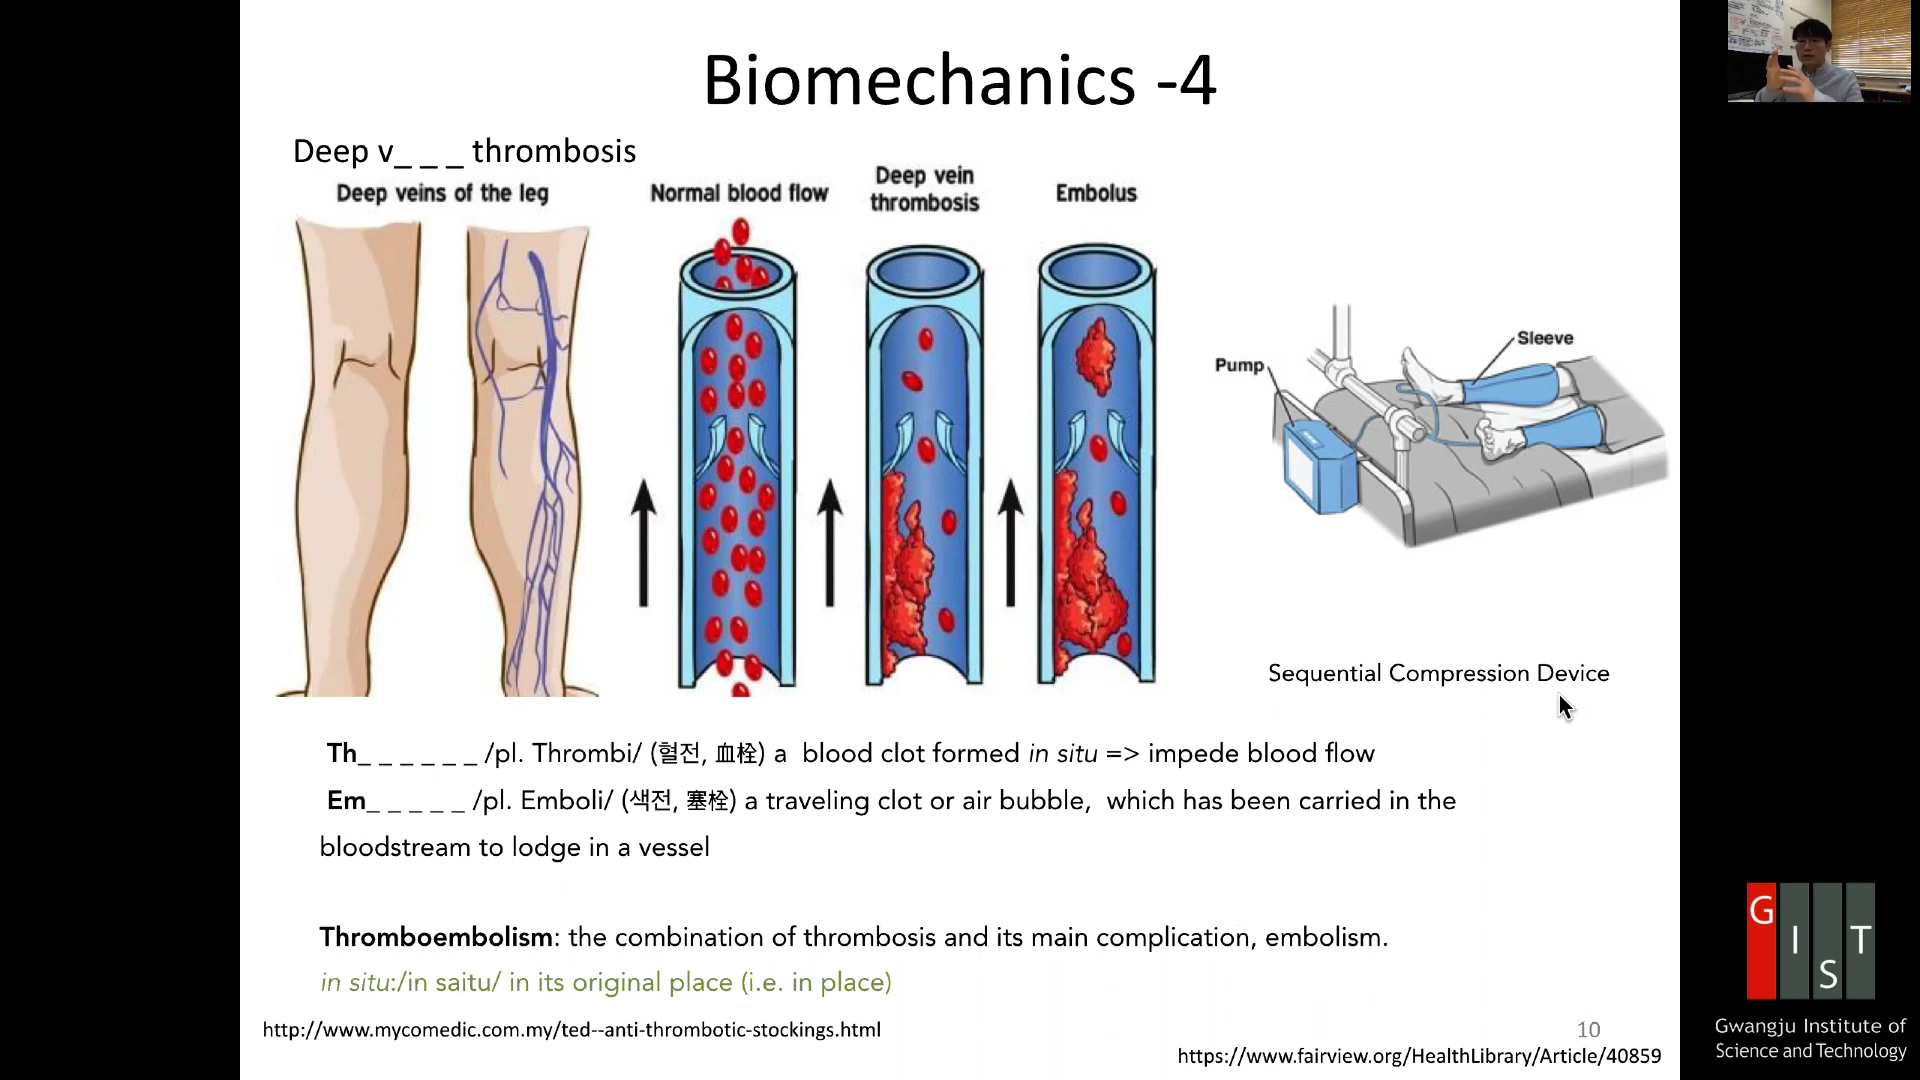 Biomechanics -4
Deep v_ _ _ thrombosis
Deep veins of the leg
Normal blood flow
Deep vein
thrombosis
Embolus
Pump
Sleeve
Sequential Compression Device
Th_ _ _ _ _ _ /pl. Thrombi/ (혈전, 血栓) a blood clot formed in situ => impede blood flow
Em_ _ _ _ _ /pl. Emboli/ (색전, 塞栓) a traveling clot or air bubble, which has been carried in the
bloodstream to lodge in a vessel
Thromboembolism: the combination of thrombosis and its main complication, embolism.
in situ:/in saitu/ in its original place (i.e. in place)
http://www.mycomedic.com.my/ted--anti-thrombotic-stockings.html
10
https://www.fairview.org/HealthLibrary/Article/40859
GIST
Gwangju Institute of
Science and Technology